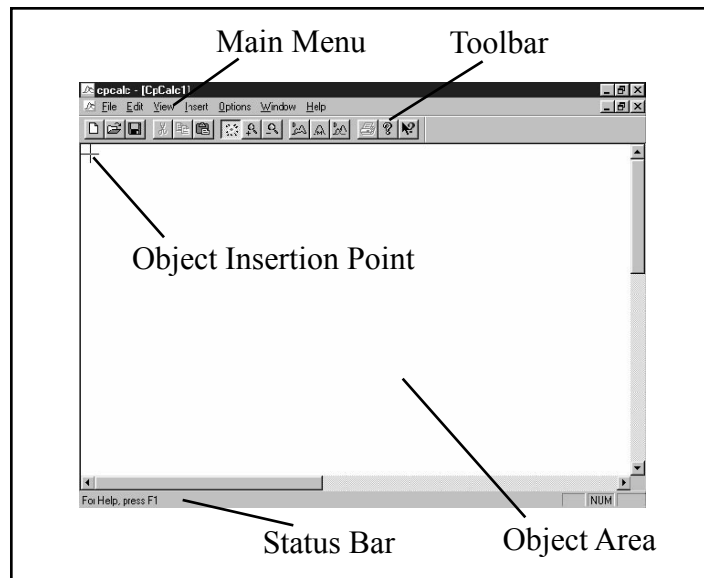 Main Menu Toolbar
cpcalc - [CpCalc1]
File Edit View Insert Options Window Help
Object Insertion Point
For Help, press F1 NUM
Status Bar Object Area